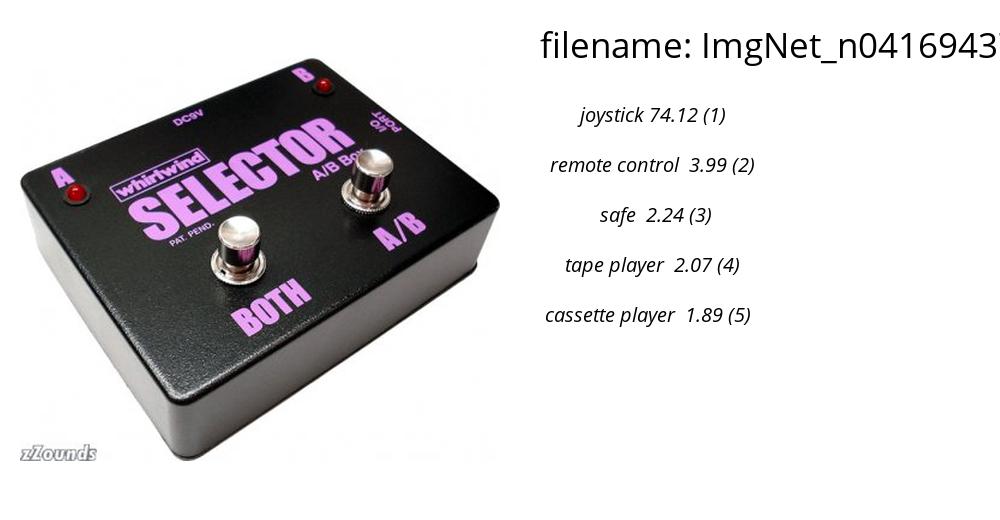 filename: ImgNet_n0416943
joystick 74.12 (1)
remote control 3.99 (2)
safe 2.24 (3)
tape player 2.07 (4)
cassette player 1.89 (5)
B
DC9V
I/O
PORT
A
whirlwind
SELECTOR
A/B Box
PAT. PEND.
A/B
BOTH
zZounds